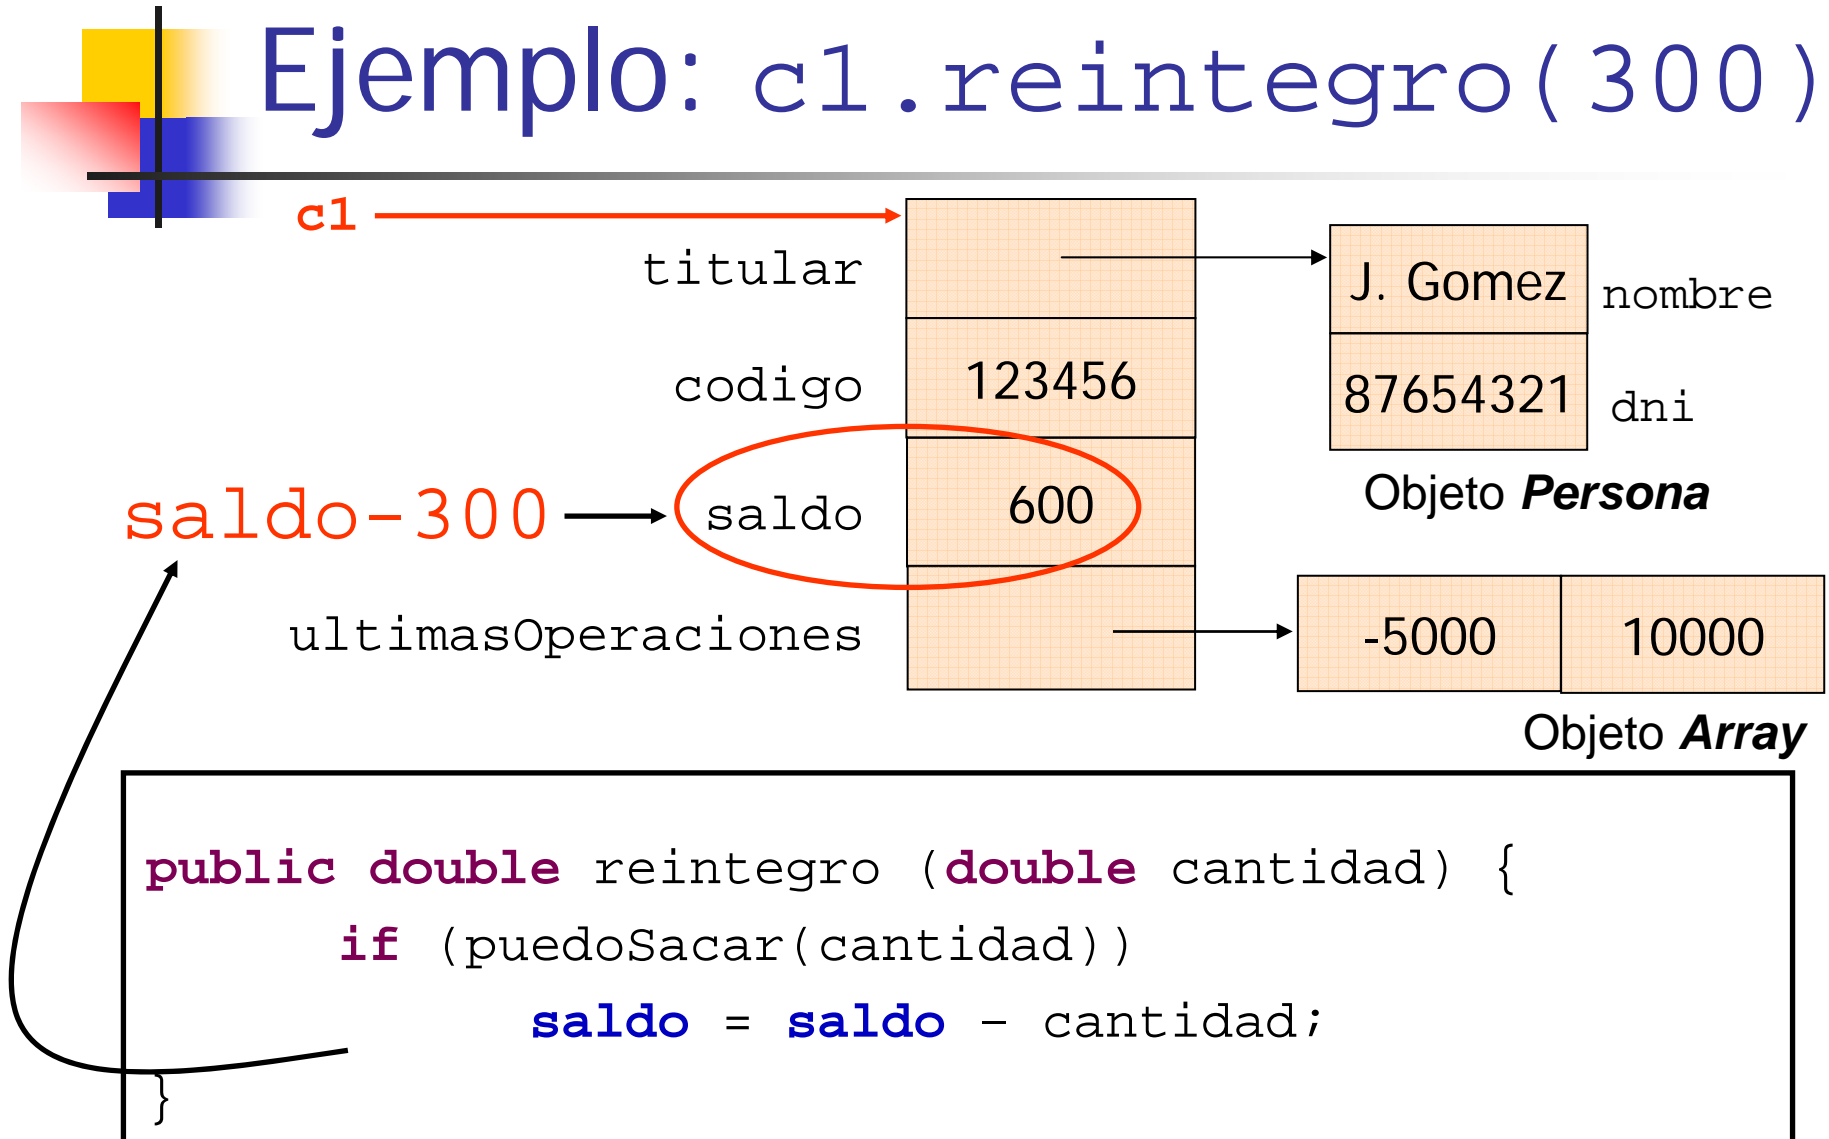 Ejemplo: c1.reintegro(300)
c1
titular
J. Gomez
nombre
codigo
123456
87654321
dni
Objeto Persona
saldo-300
saldo
600
ultimasOperaciones
-5000
10000
Objeto Array
public double reintegro (double cantidad) {
if (puedoSacar(cantidad))
saldo = saldo – cantidad;
}